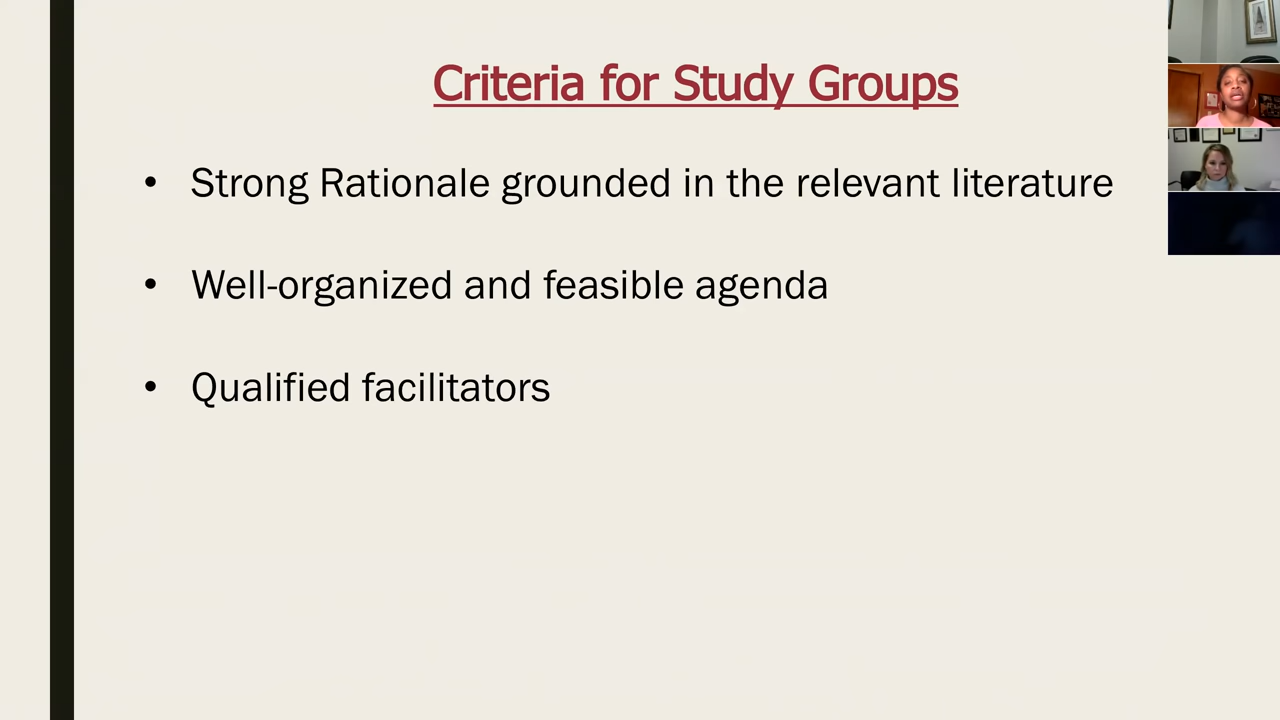 Criteria for Study Groups
• Strong Rationale grounded in the relevant literature
• Well-organized and feasible agenda
• Qualified facilitators